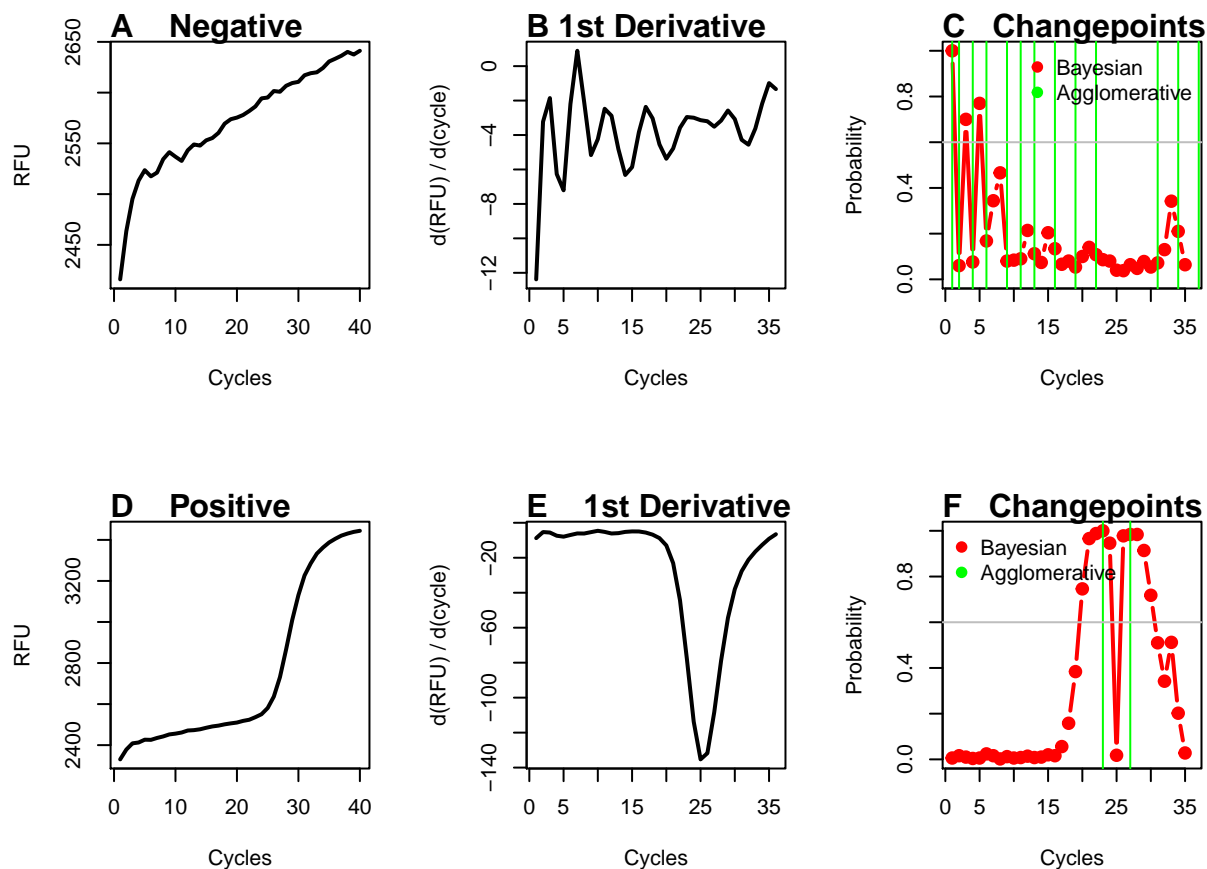 A Negative
RFU
2450
2550
2650
0 10 20 30 40
Cycles
B 1st Derivative
d(RFU) / d(cycle)
−12
−8
−4
0
0 5 15 25 35
Cycles
C Changepoints
Bayesian
Agglomerative
Probability
0.0
0.4
0.8
0 5 15 25 35
Cycles
D Positive
RFU
2400
2800
3200
0 10 20 30 40
Cycles
E 1st Derivative
d(RFU) / d(cycle)
−140
−100
−60
−20
0 5 15 25 35
Cycles
F Changepoints
Bayesian
Agglomerative
Probability
0.0
0.4
0.8
0 5 15 25 35
Cycles